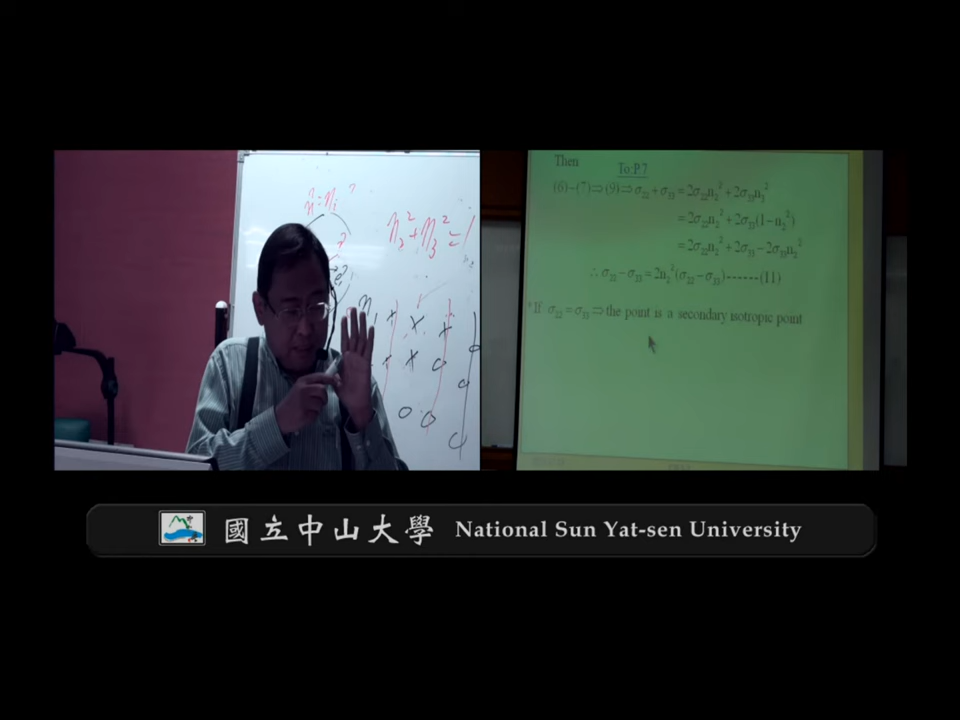 n̂ = n₁ ?
?
n₂² + n₃² = 1
n
Then
To:P.7
(6)~(7)⇒(9)⇒σ₂₂+σ₃₃ = 2σ₂₂n₂² + 2σ₃₃n₃²
= 2σ₂₂n₂² + 2σ₃₃(1−n₂²)
= 2σ₂₂n₂² + 2σ₃₃ − 2σ₃₃n₂²
∴ σ₂₂ − σ₃₃ = 2n₂²(σ₂₂ − σ₃₃)------(11)
*If σ₂₂ = σ₃₃ ⇒ the point is a secondary isotropic point
國立中山大學 National Sun Yat-sen University